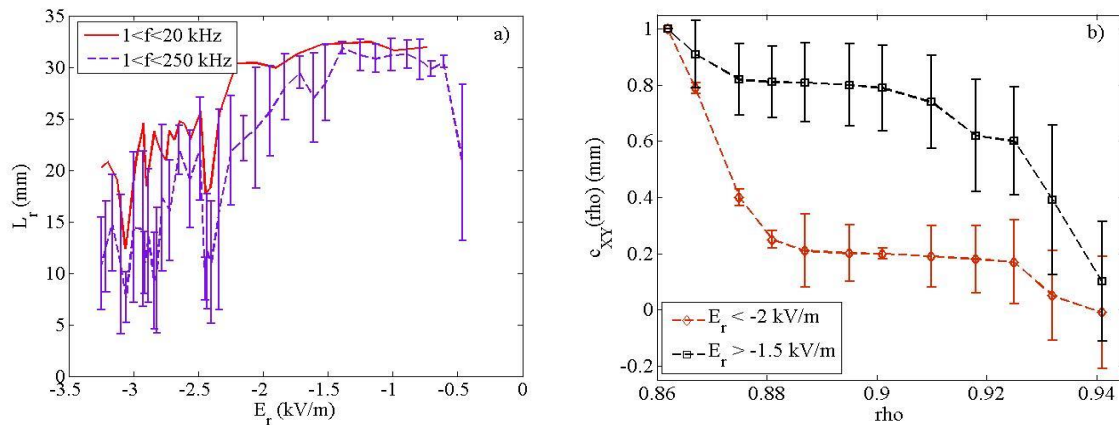 35
30
25
20
15
10
5
0
L_r (mm)
-3.5
-3
-2.5
-2
-1.5
-1
-0.5
0
E_r (kV/m)
1<f<20 kHz
1<f<250 kHz
a)
1
0.8
0.6
0.4
0.2
0
-0.2
c_XY(rho) (mm)
0.86
0.88
0.9
0.92
0.94
rho
E_r < -2 kV/m
E_r > -1.5 kV/m
b)